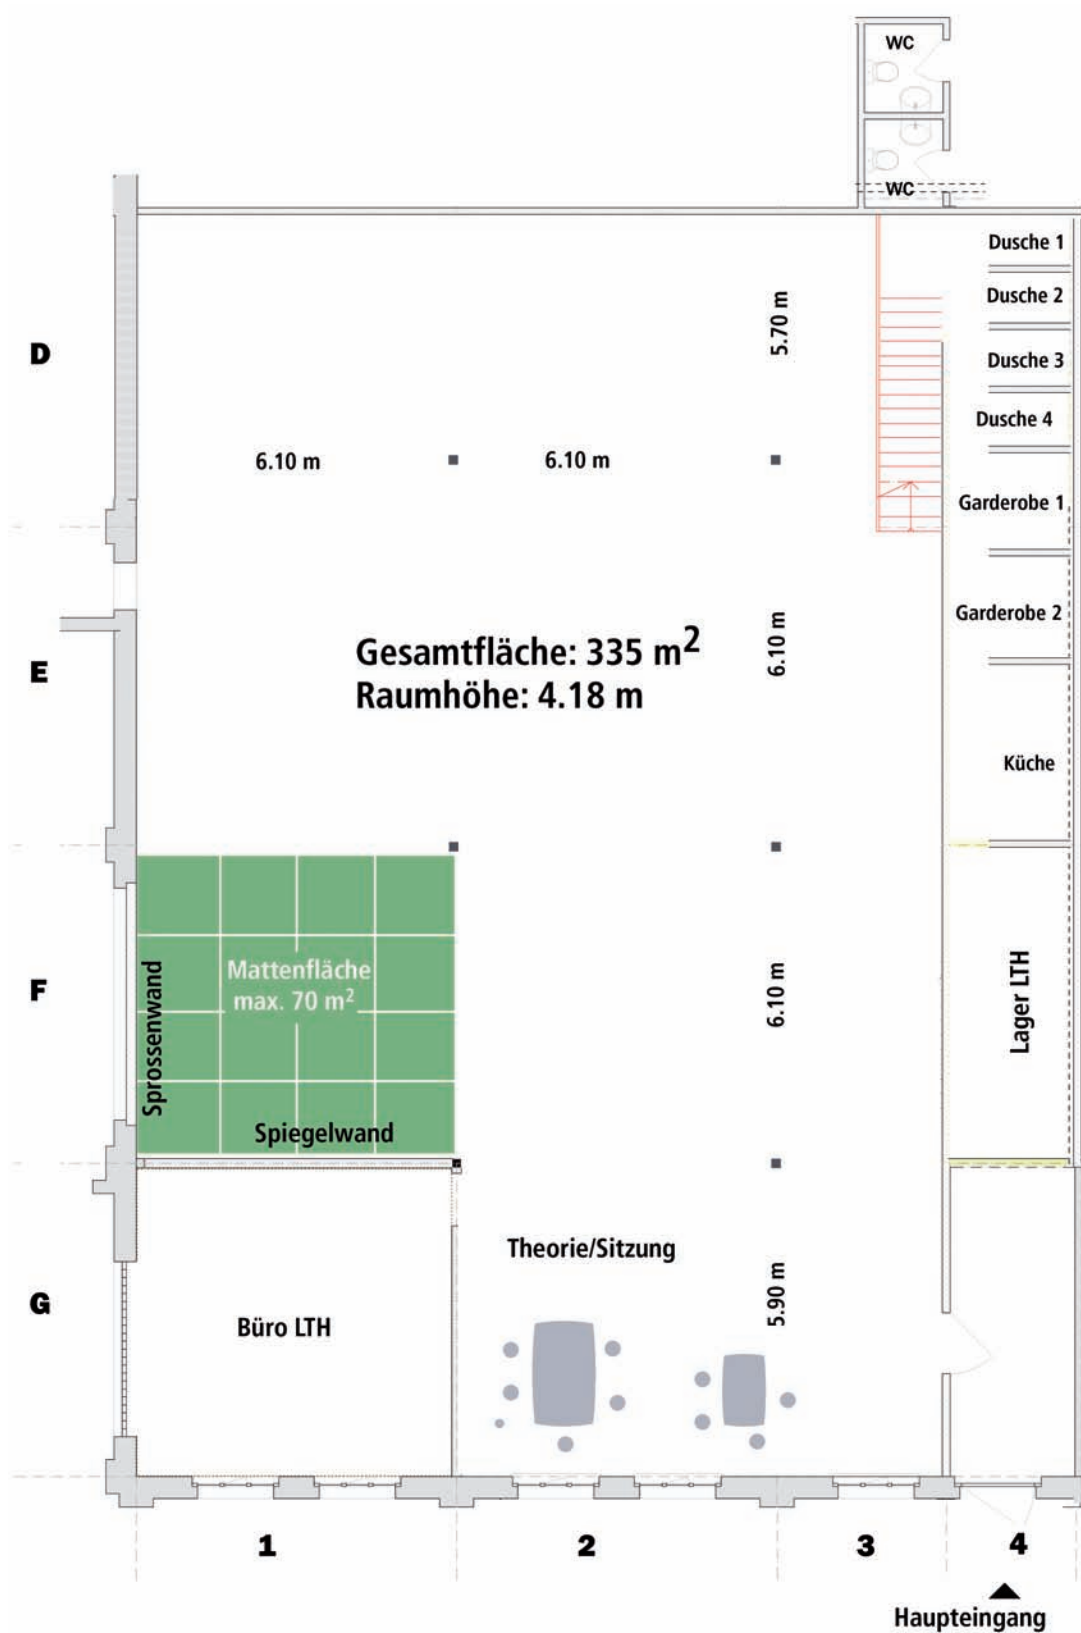 WC
WC
Dusche 1
Dusche 2
5.70 m
D
Dusche 3
Dusche 4
6.10 m
6.10 m
Garderobe 1
Garderobe 2
6.10 m
E
Gesamtfläche: 335 m²
Raumhöhe: 4.18 m
Küche
F
Sprossenwand
Mattenfläche
max. 70 m²
6.10 m
Lager LTH
Spiegelwand
Theorie/Sitzung
G
Büro LTH
5.90 m
1
2
3
4
Haupteingang